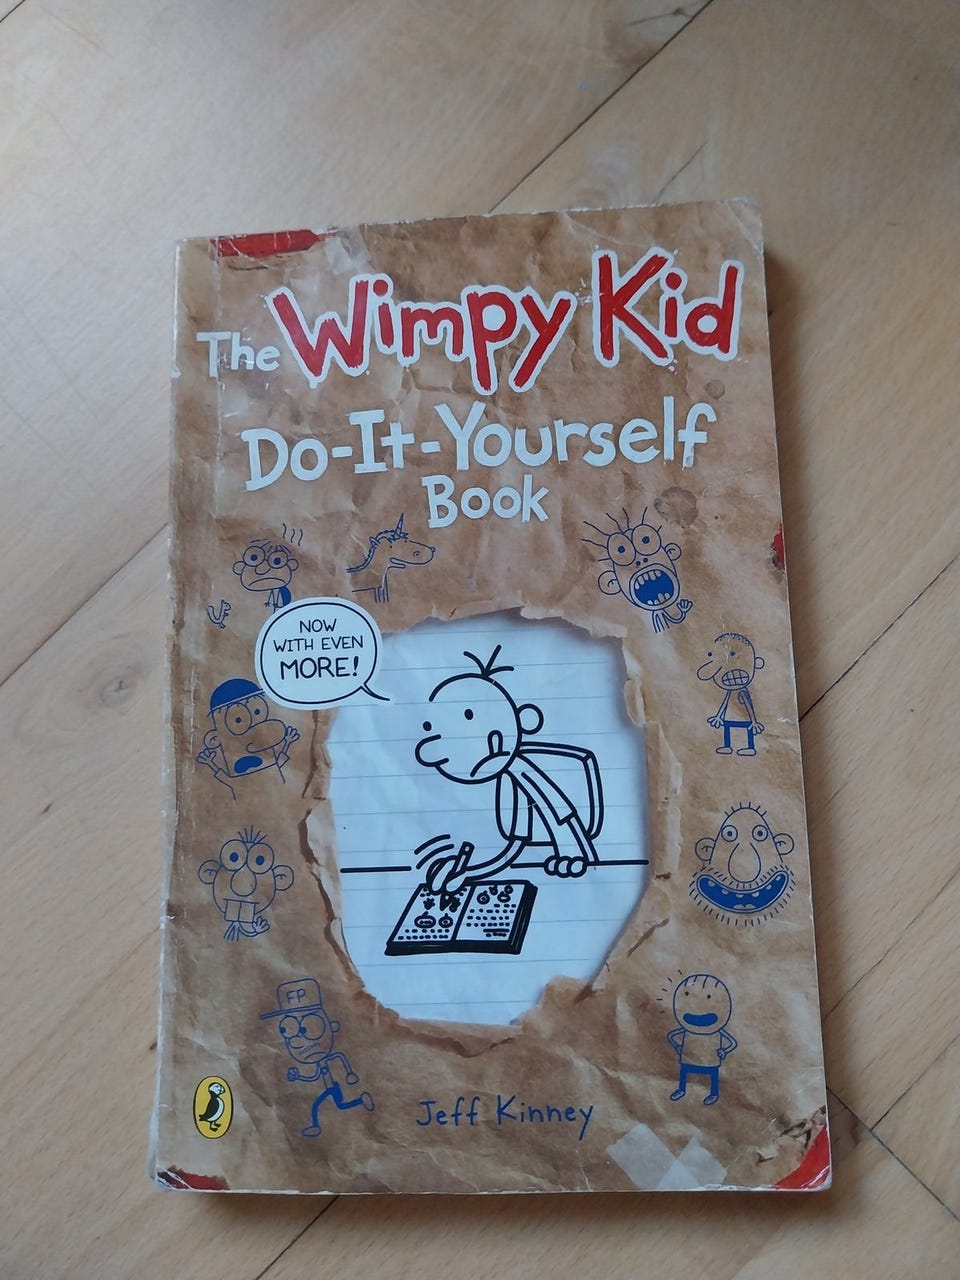 The Wimpy Kid
Do-It-Yourself
Book
NOW
WITH EVEN
MORE!
FP
Jeff Kinney